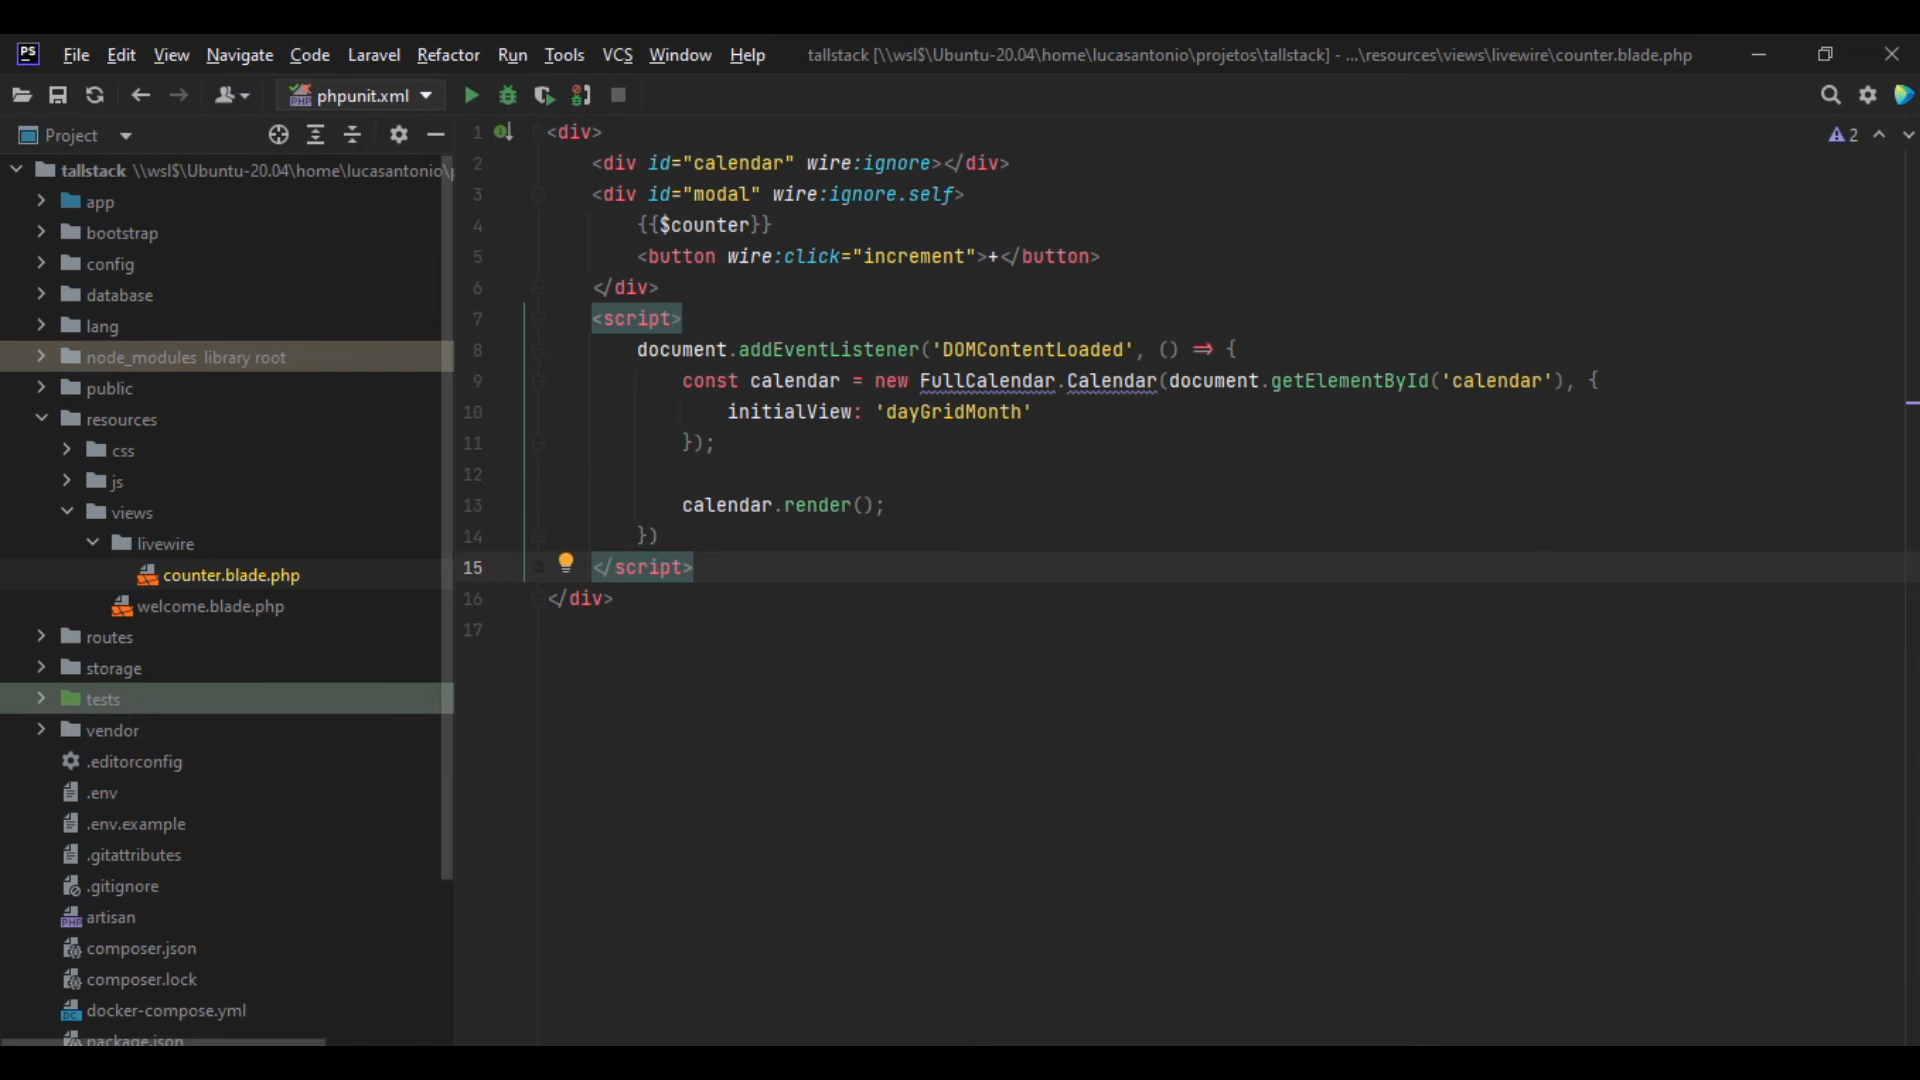 PS File Edit View Navigate Code Laravel Refactor Run Tools VCS Window Help tallstack [\\wsl$\Ubuntu-20.04\home\lucasantonio\projetos\tallstack] - ...\resources\views\livewire\counter.blade.php
phpunit.xml
Project
tallstack \\wsl$\Ubuntu-20.04\home\lucasantonio\p
app
bootstrap
config
database
lang
node_modules library root
public
resources
css
js
views
livewire
counter.blade.php
welcome.blade.php
routes
storage
tests
vendor
.editorconfig
.env
.env.example
.gitattributes
.gitignore
artisan
composer.json
composer.lock
docker-compose.yml
package.json
2
1 <div>
2 <div id="calendar" wire:ignore></div>
3 <div id="modal" wire:ignore.self>
4 {{$counter}}
5 <button wire:click="increment">+</button>
6 </div>
7 <script>
8 document.addEventListener('DOMContentLoaded', () => {
9 const calendar = new FullCalendar.Calendar(document.getElementById('calendar'), {
10 initialView: 'dayGridMonth'
11 });
12
13 calendar.render();
14 })
15 </script>
16 </div>
17